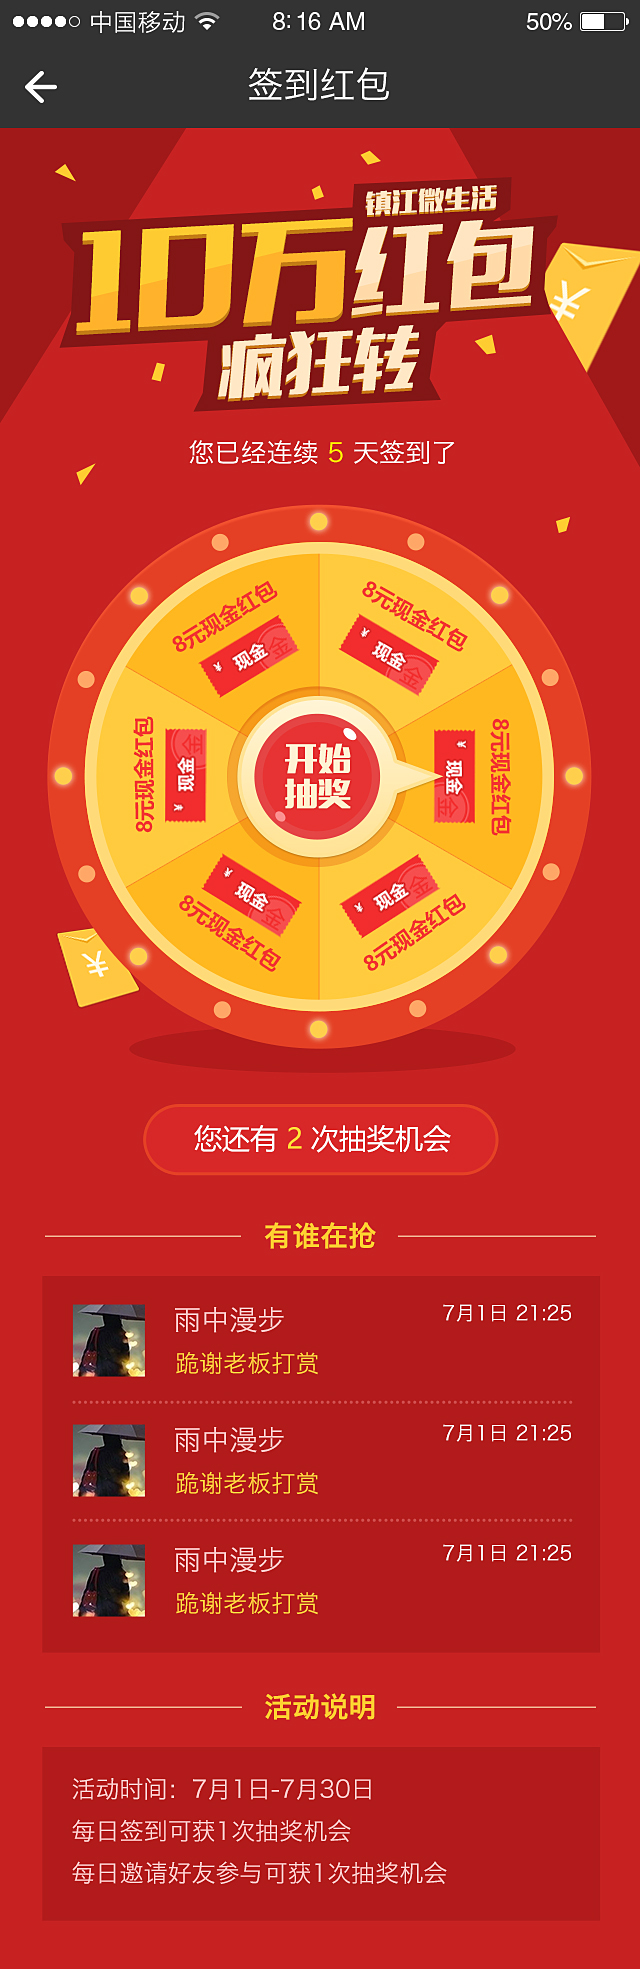 中国移动 8:16 AM 50%
签到红包
镇江微生活
10万红包
疯狂转
您已经连续 5 天签到了
8元现金红包
现金
8元现金红包
现金
8元现金红包
现金
8元现金红包
现金
8元现金红包
现金
8元现金红包
现金
开始
抽奖
您还有 2 次抽奖机会
有谁在抢
雨中漫步 7月1日 21:25
跪谢老板打赏
雨中漫步 7月1日 21:25
跪谢老板打赏
雨中漫步 7月1日 21:25
跪谢老板打赏
活动说明
活动时间：7月1日-7月30日
每日签到可获1次抽奖机会
每日邀请好友参与可获1次抽奖机会